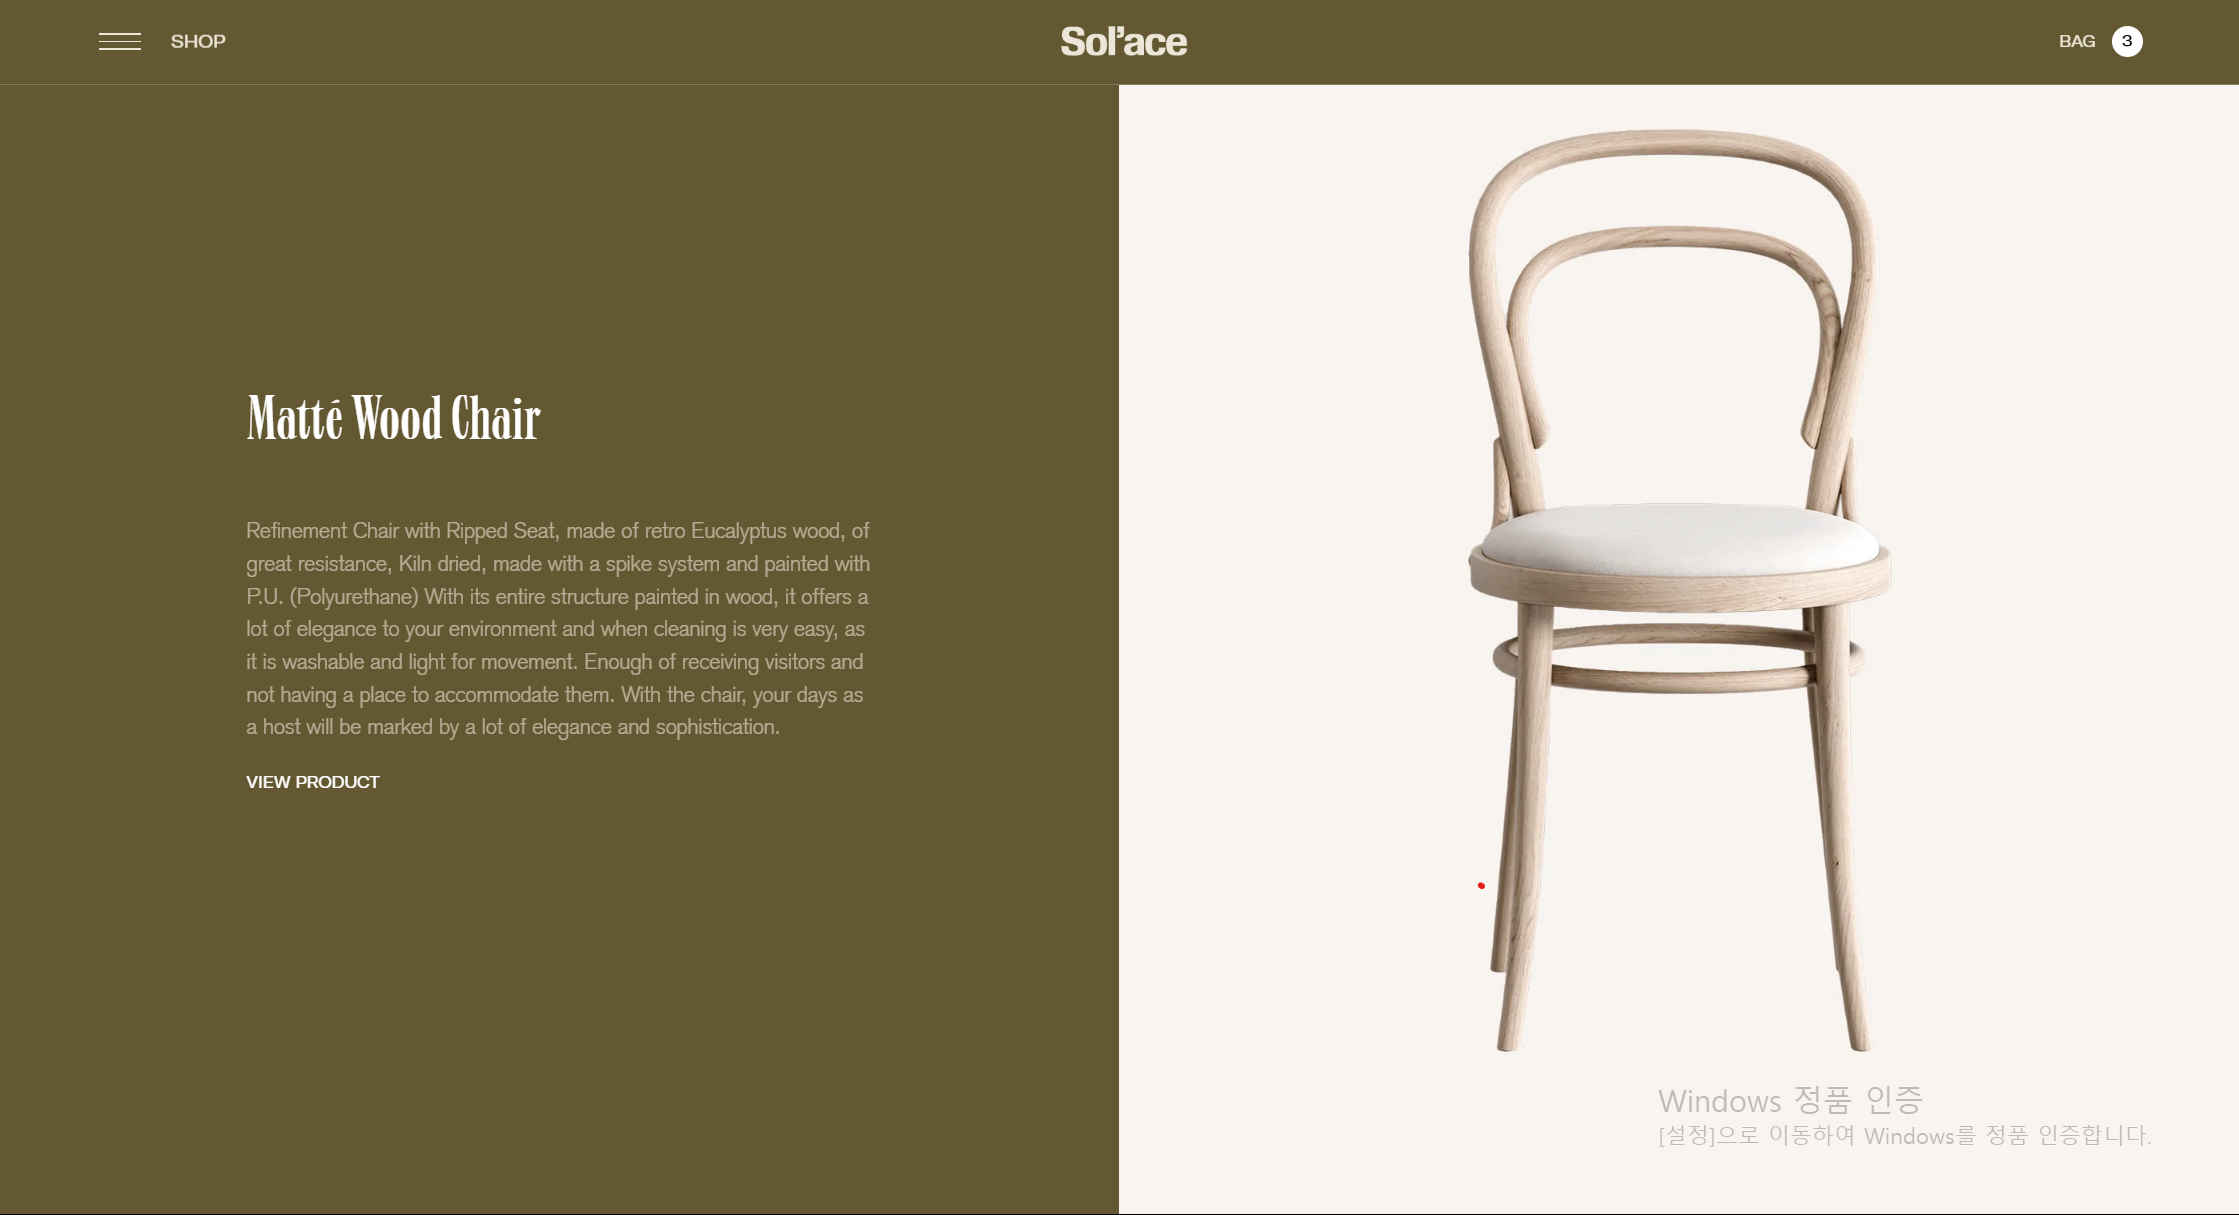 SHOP
Sol'ace
BAG 3
Matté Wood Chair
Refinement Chair with Ripped Seat, made of retro Eucalyptus wood, of
great resistance, Kiln dried, made with a spike system and painted with
P.U. (Polyurethane) With its entire structure painted in wood, it offers a
lot of elegance to your environment and when cleaning is very easy, as
it is washable and light for movement. Enough of receiving visitors and
not having a place to accommodate them. With the chair, your days as
a host will be marked by a lot of elegance and sophistication.
VIEW PRODUCT
Windows 정품 인증
[설정]으로 이동하여 Windows를 정품 인증합니다.